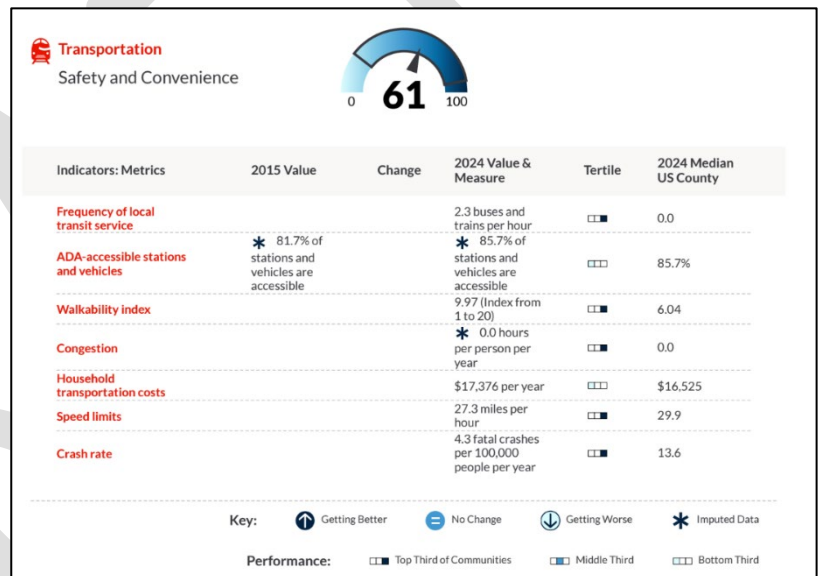 Transportation
Safety and Convenience
0 61 100
Indicators: Metrics 2015 Value Change 2024 Value & Measure Tertile 2024 Median US County
Frequency of local transit service 2.3 buses and trains per hour 0.0
ADA-accessible stations and vehicles * 81.7% of stations and vehicles are accessible * 85.7% of stations and vehicles are accessible 85.7%
Walkability index 9.97 (Index from 1 to 20) 6.04
Congestion * 0.0 hours per person per year 0.0
Household transportation costs $17,376 per year $16,525
Speed limits 27.3 miles per hour 29.9
Crash rate 4.3 fatal crashes per 100,000 people per year 13.6
Key: Getting Better No Change Getting Worse * Imputed Data
Performance: Top Third of Communities Middle Third Bottom Third